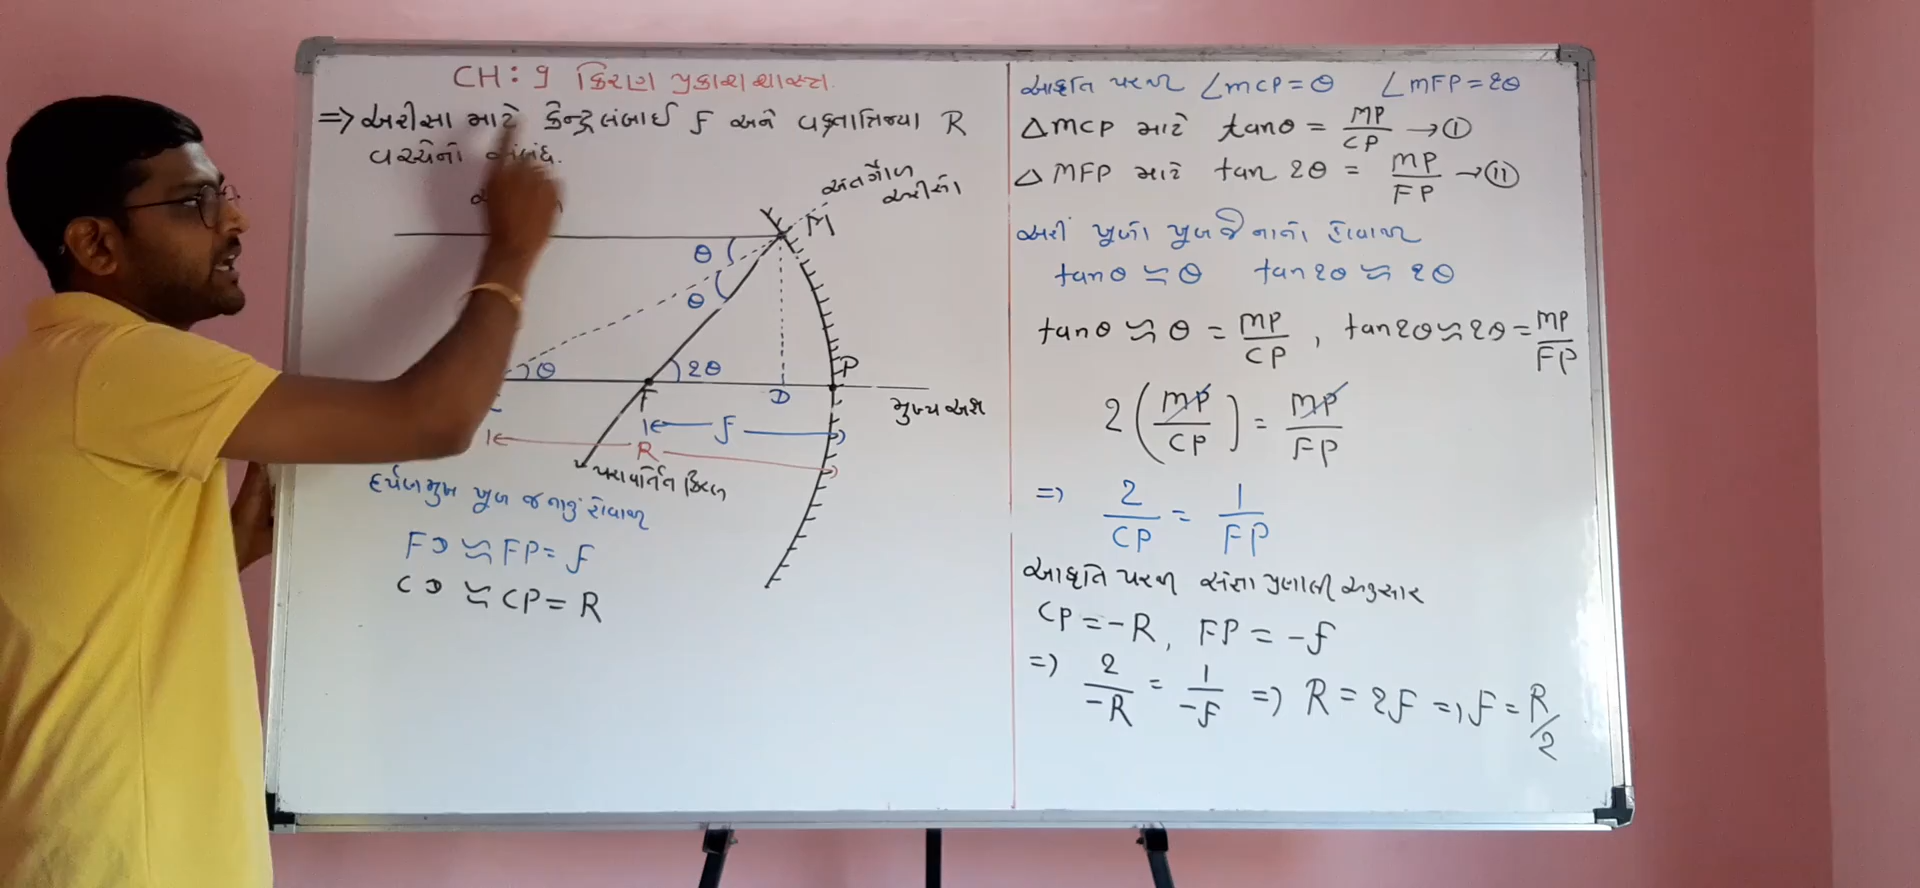 CH: ૬ કિરણ પ્રકાશશાસ્ત્ર.
⇒ અરીસા માટે કેન્દ્રલંબાઈ f અને વક્રતાત્રિજ્યા R
વચ્ચેનો સંબંધ.
અંતર્ગોળ
અરીસો
M
θ
θ
θ
2θ
P
F
D
મુખ્ય અક્ષ
f
R
પરાવર્તિત કિરણ
દર્પણમુખ ખૂબ જ નાનું હોવાથી
FD ≈ FP = f
CD ≈ CP = R
આકૃતિ પરથી ∠MCP = θ ∠MFP = 2θ
△MCP માટે tanθ = MP/CP → (I)
△ MFP માટે tan 2θ = MP/FP → (II)
અહીં ખૂણો ખૂબ જ નાનો હોવાથી
tanθ ≈ θ tan2θ ≈ 2θ
tanθ ≈ θ = MP/CP , tan2θ ≈ 2θ = MP/FP
2 (MP/CP) = MP/FP
⇒ 2/CP = 1/FP
આકૃતિ પરથી સંજ્ઞા પ્રણાલી અનુસાર
CP = -R, FP = -f
⇒ 2/-R = 1/-f ⇒ R = 2f ⇒ f = R/2